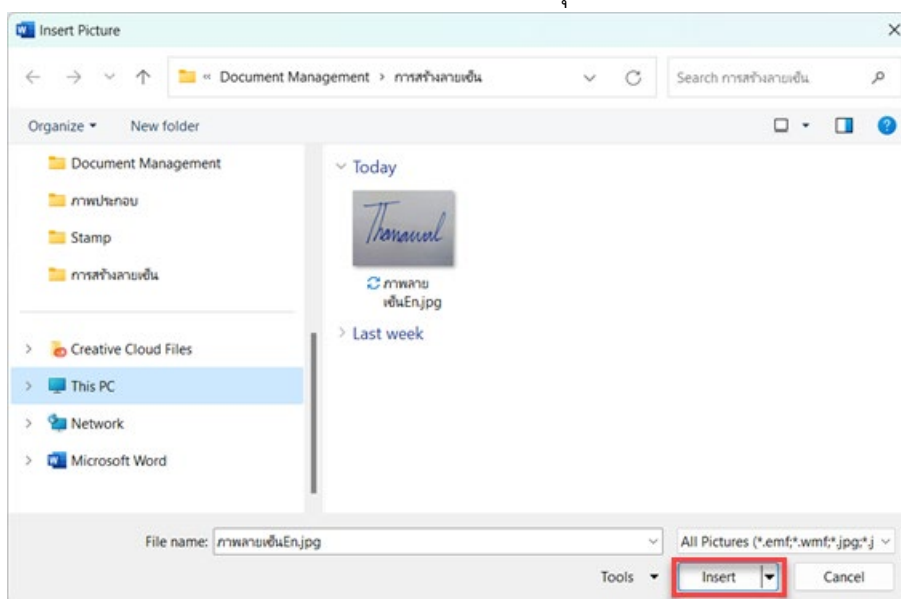 Insert Picture
« Document Management › การสร้างลายเซ็น
Search การสร้างลายเซ็น
Organize
New folder
Document Management
ภาพประกอบ
Stamp
การสร้างลายเซ็น
Creative Cloud Files
This PC
Network
Microsoft Word
Today
ภาพลาย
เซ็นEn.jpg
Last week
File name: ภาพลายเซ็นEn.jpg
All Pictures (*.emf;*.wmf;*.jpg;*.j
Tools
Insert
Cancel